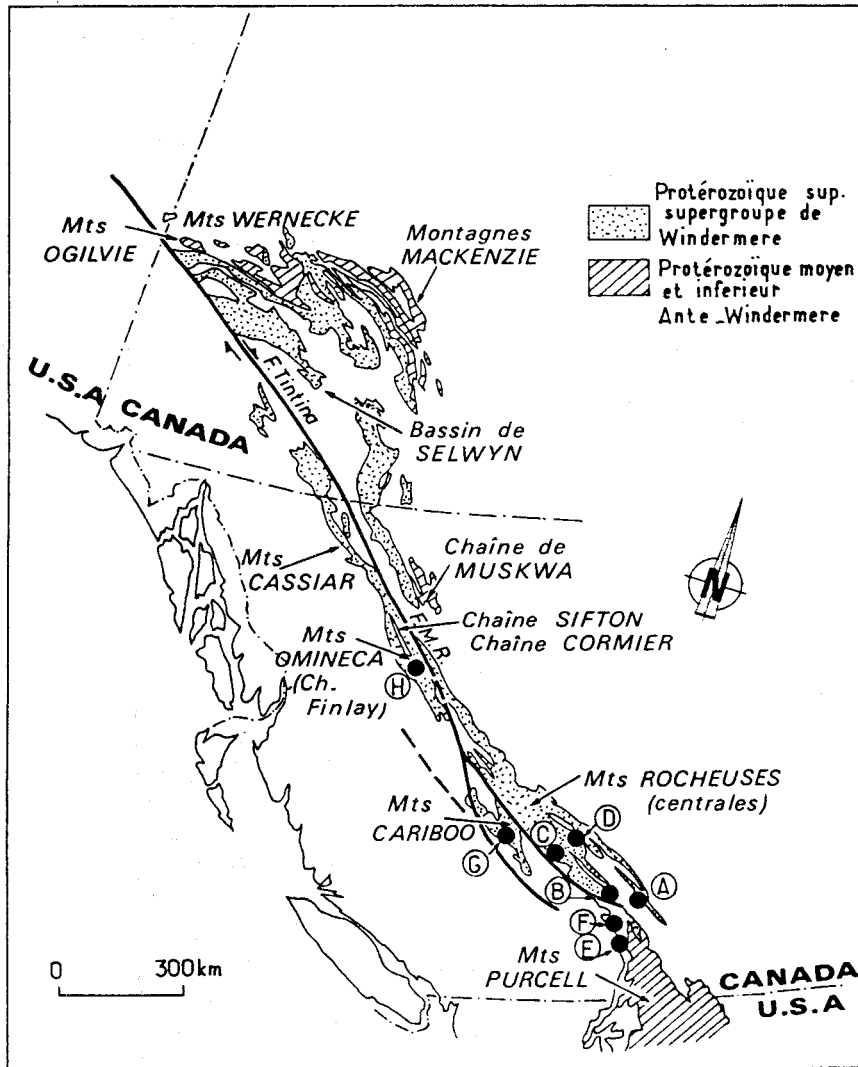 Protérozoïque sup.
supergroupe de
Windermere
Protérozoïque moyen
et inferieur
Ante_Windermere
Mts WERNECKE
Mts
OGILVIE
Montagnes
MACKENZIE
F.Tintina
U.S.A CANADA
Bassin de
SELWYN
Mts
CASSIAR
Chaîne de
MUSKWA
N
F.M.R.
Chaîne SIFTON
Chaîne CORMIER
Mts
OMINECA
(Ch.
Finlay)
H
Mts ROCHEUSES
(centrales)
Mts
CARIBOO
D
C
G
B
A
F
E
0 300km
Mts
PURCELL
CANADA
U.S.A